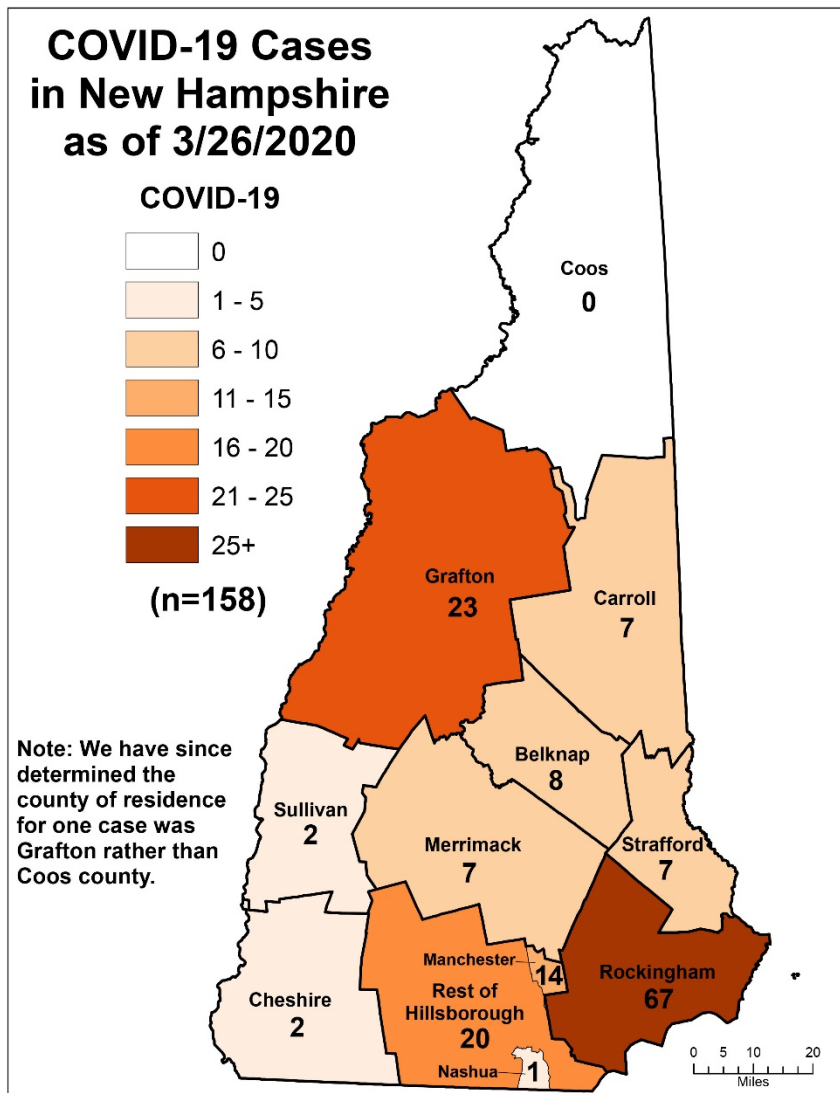 COVID-19 Cases
in New Hampshire
as of 3/26/2020
COVID-19
0
1 - 5
6 - 10
11 - 15
16 - 20
21 - 25
25+
(n=158)
Note: We have since
determined the
county of residence
for one case was
Grafton rather than
Coos county.
Coos
0
Grafton
23
Carroll
7
Belknap
8
Sullivan
2
Merrimack
7
Strafford
7
Manchester
14
Rockingham
67
Cheshire
2
Rest of
Hillsborough
20
Nashua
1
0 5 10 20
Miles